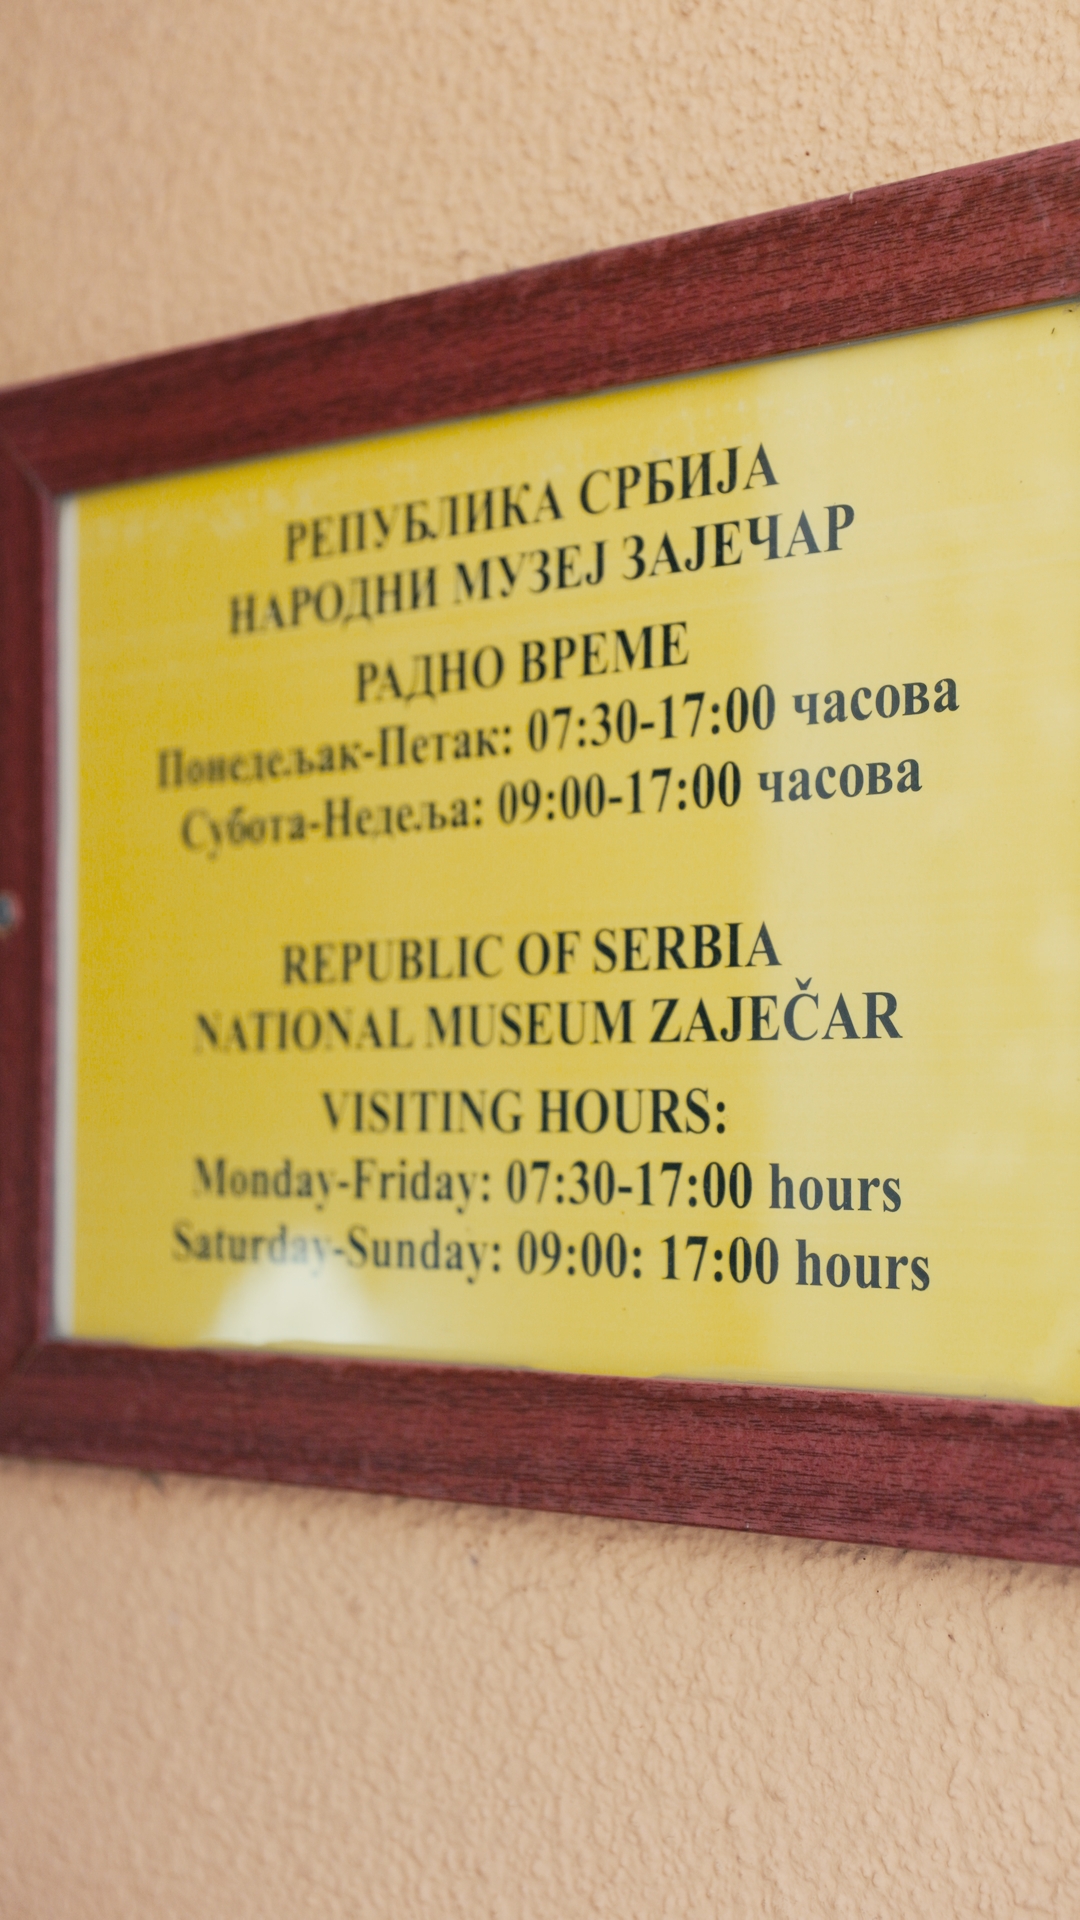 РЕПУБЛИКА СРБИЈА
НАРОДНИ МУЗЕЈ ЗАЈЕЧАР
РАДНО ВРЕМЕ
Понедељак-Петак: 07:30-17:00 часова
Субота-Недеља: 09:00-17:00 часова
REPUBLIC OF SERBIA
NATIONAL MUSEUM ZAJEČAR
VISITING HOURS:
Monday-Friday: 07:30-17:00 hours
Saturday-Sunday: 09:00: 17:00 hours